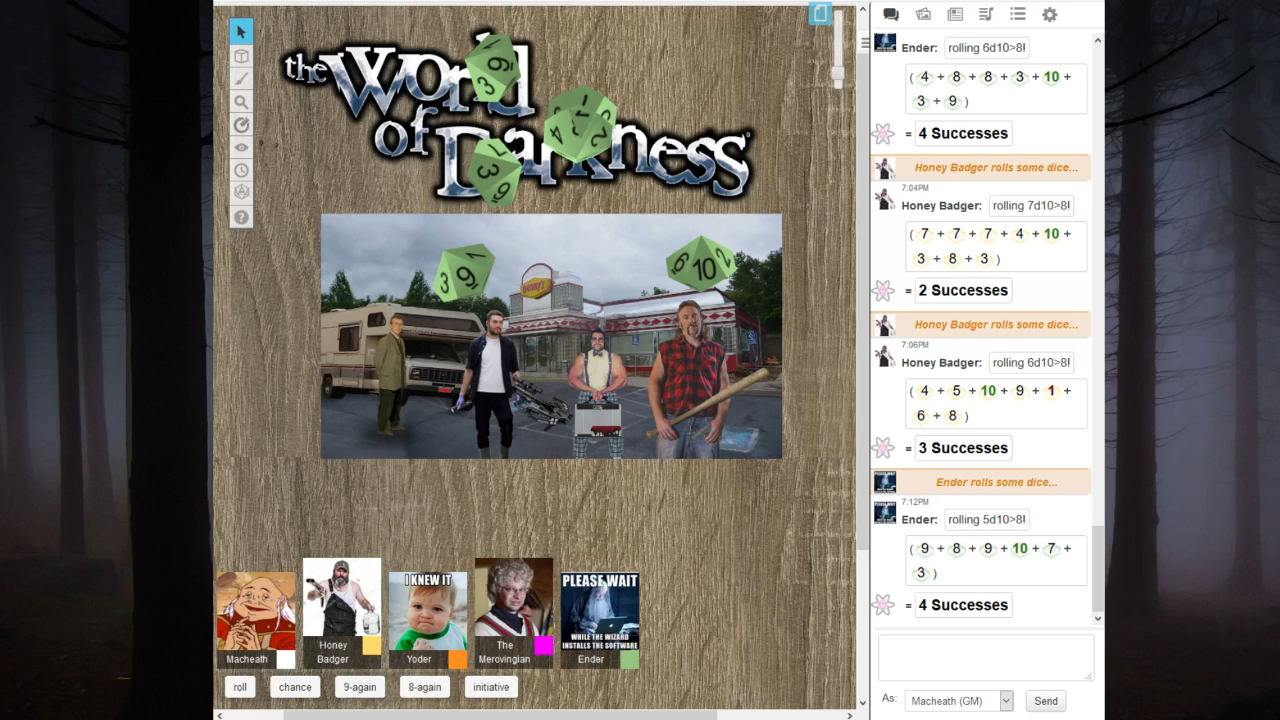 the World
of Darkness
Denny's
I KNEW IT
PLEASE WAIT
WHILE THE WIZARD
INSTALLS THE SOFTWARE
Macheath
Honey
Badger
Yoder
The
Merovingian
Ender
roll
chance
9-again
8-again
initiative
Ender:
rolling 6d10>8!
( 4 + 8 + 8 + 3 + 10 +
3 + 9 )
= 4 Successes
Honey Badger rolls some dice...
7:04PM
Honey Badger:
rolling 7d10>8!
( 7 + 7 + 7 + 4 + 10 +
3 + 8 + 3 )
= 2 Successes
Honey Badger rolls some dice...
7:06PM
Honey Badger:
rolling 6d10>8!
( 4 + 5 + 10 + 9 + 1 +
6 + 8 )
= 3 Successes
Ender rolls some dice...
7:12PM
Ender:
rolling 5d10>8!
( 9 + 8 + 9 + 10 + 7 +
3 )
= 4 Successes
As:
Macheath (GM)
Send